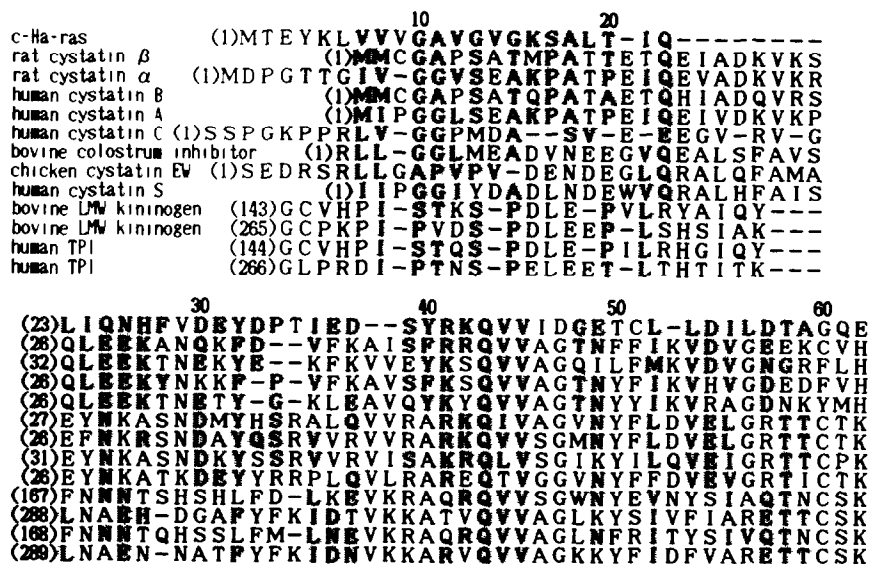 10 20
c-Ha-ras (1)MTEYKLVVVGAVGVGKSALT-IQ--------
rat cystatin β (1)MMCGAPSATMPATTETQEIADKVKS
rat cystatin α (1)MDPGTTGIV-GGVSEAKPATPEIQEVADKVKR
human cystatin B (1)MMCGAPSATQPATAETQHIADQVRS
human cystatin A (1)MIPGGLSEAKPATPEIQEIVDKVKP
human cystatin C (1)SSPGKPPRLV-GGPMDA--SV-E-EEGV-RV-G
bovine colostrum inhibitor (1)RLL-GGLMEADVNEEGVQEALSFAVS
chicken cystatin EW (1)SEDRSRLLGAPVPV-DENDEGLQRALQFAMA
human cystatin S (1)IIPGGIYDADLNDEWVQRALHFAIS
bovine LMW kininogen (143)GCVHPI-STKS-PDLE-PVLRYAIQY---
bovine LMW kininogen (265)GCPKPI-PVDS-PDLEEP-LSHSIAK---
human TPI (144)GCVHPI-STQS-PDLE-PILRHGIQY---
human TPI (266)GLPRDI-PTNS-PELEET-LTHTITK---
30 40 50 60
(23)LIQNHFVDEYDPTIED--SYRKQVVIDGETCL-LDILDTAGQE
(26)QLEEKANQKFD--VFKAISFRRQVVAGTNFFIKVDVGEEKCVH
(32)QLEEKTNEKYE--KFKVVEYKSQVVAGQILFMKVDVGNGRFLH
(26)QLEEKYNKKF-P-VFKAVSFKSQVVAGTNYFIKVHVGDEDFVH
(26)QLEEKTNETY-G-KLEAVQYKYQVVAGTNYYIKVRAGDNKYMH
(27)EYNKASNDMYHSRALQVVRARKQIVAGVNYFLDVELGRTTCTK
(26)EFNKRSNDAYQSRVVRVVRARKQVVSGMNYFLDVELGRTTCTK
(31)EYNKASNDKYSSRVVRVISAKRQLVSGIKYILQVEIGRTTCPK
(26)EYNKATKDEYYRRPLQVLRAREQTVGGVNYFFDVEVGRTICTK
(167)FNNNTSHSHLFD-LKEVKRAQRQVVSGWNYEVNYSIAQTNCSK
(288)LNAEH-DGAFYFKIDTVKKATVQVVAGLKYSIVFIARETTCSK
(168)FNNNTQHSSLFM-LNEVKRAQRQVVAGLNFRITYSIVQTNCSK
(289)LNAEN-NATFYFKIDNVKKARVQVVAGKKYFIDFVARETTCSK